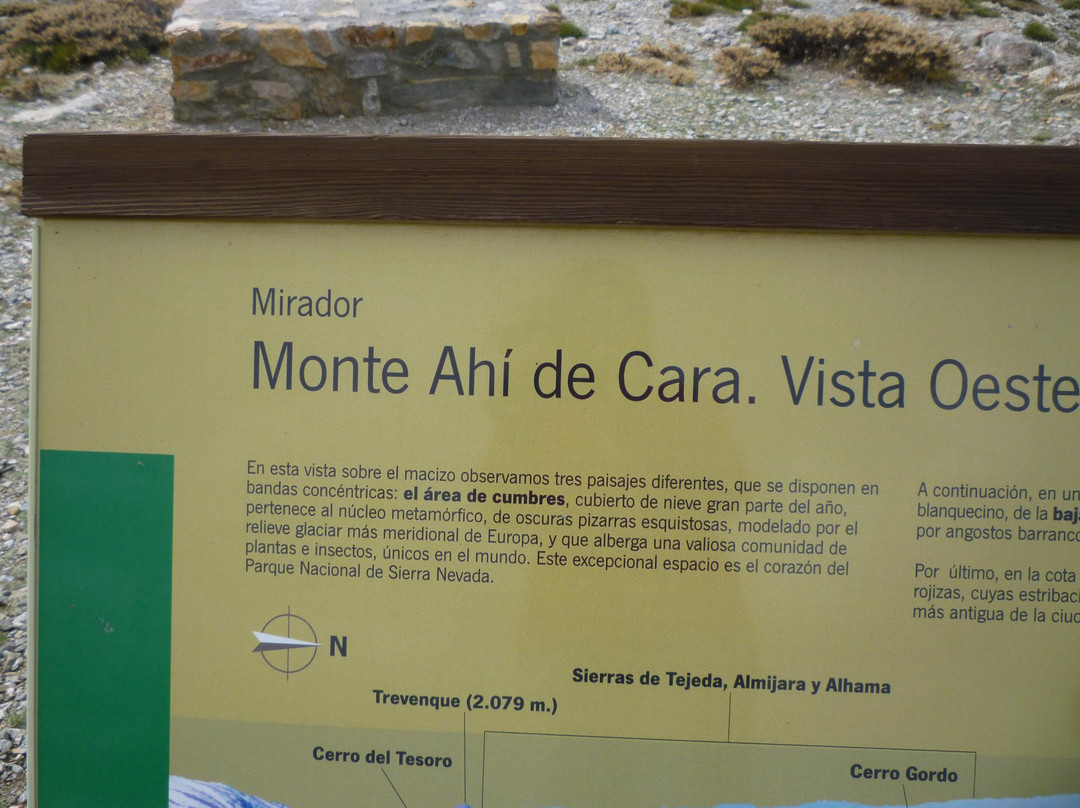 Mirador
Monte Ahí de Cara. Vista Oeste
En esta vista sobre el macizo observamos tres paisajes diferentes, que se disponen en
bandas concéntricas: el área de cumbres, cubierto de nieve gran parte del año,
pertenece al núcleo metamórfico, de oscuras pizarras esquistosas, modelado por el
relieve glaciar más meridional de Europa, y que alberga una valiosa comunidad de
plantas e insectos, únicos en el mundo. Este excepcional espacio es el corazón del
Parque Nacional de Sierra Nevada.
A continuación, en un
blanquecino, de la
por angostos
Por último, en la cota
rojizas, cuyas
más antigua de la
N
Sierras de Tejeda, Almijara y Alhama
Trevenque (2.079 m.)
Cerro del Tesoro
Cerro Gordo